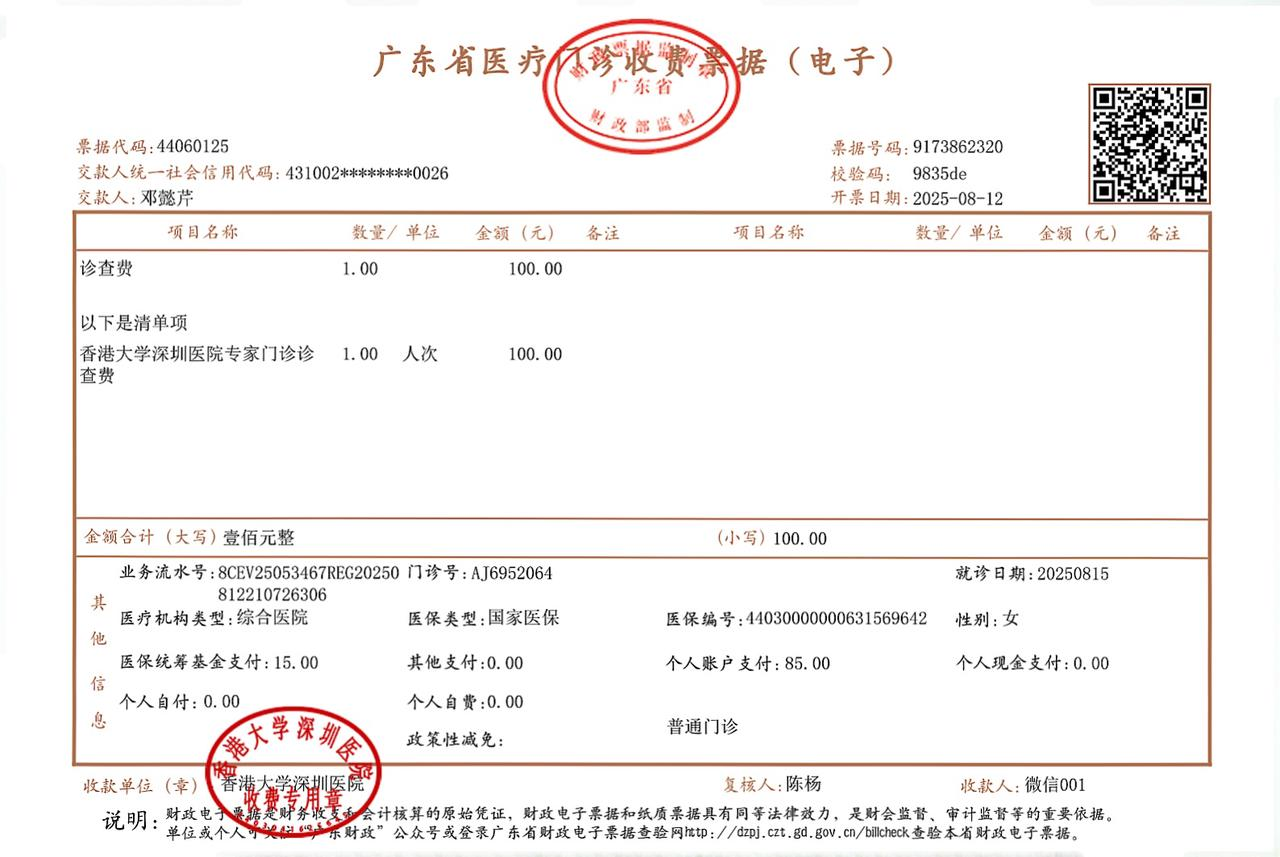 广东省医疗门诊收费票据（电子）
财政票据监制章
广东省
财政部监制
票据代码:44060125
票据号码:9173862320
交款人统一社会信用代码:431002********0026
校验码: 9835de
交款人:邓懿芹
开票日期:2025-08-12
项目名称 数量/单位 金额（元） 备注 项目名称 数量/单位 金额（元） 备注
诊查费 1.00 100.00
以下是清单项
香港大学深圳医院专家门诊诊 1.00 人次 100.00
查费
金额合计（大写）壹佰元整 （小写）100.00
其他信息
业务流水号:8CEV25053467REG20250 门诊号:AJ6952064 就诊日期:20250815
812210726306
医疗机构类型:综合医院 医保类型:国家医保 医保编号:44030000000631569642 性别:女
医保统筹基金支付:15.00 其他支付:0.00 个人账户支付:85.00 个人现金支付:0.00
个人自付:0.00 个人自费:0.00
普通门诊
政策性减免:
香港大学深圳医院
收费专用章
收款单位（章） 香港大学深圳医院 复核人:陈杨 收款人:微信001
说明:财政电子票据是财务收支和会计核算的原始凭证，财政电子票据和纸质票据具有同等法律效力，是财会监督、审计监督等的重要依据。
单位或个人可关注“广东财政”公众号或登录广东省财政电子票据查验网http://dzpj.czt.gd.gov.cn/billcheck查验本省财政电子票据。